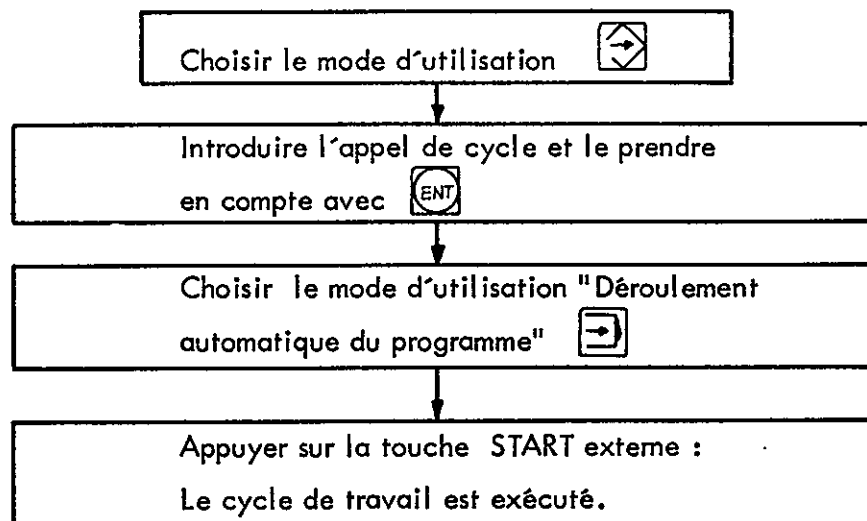 Choisir le mode d´utilisation
Introduire l´appel de cycle et le prendre
en compte avec ENT
Choisir le mode d´utilisation "Déroulement
automatique du programme"
Appuyer sur la touche START externe :
Le cycle de travail est exécuté.